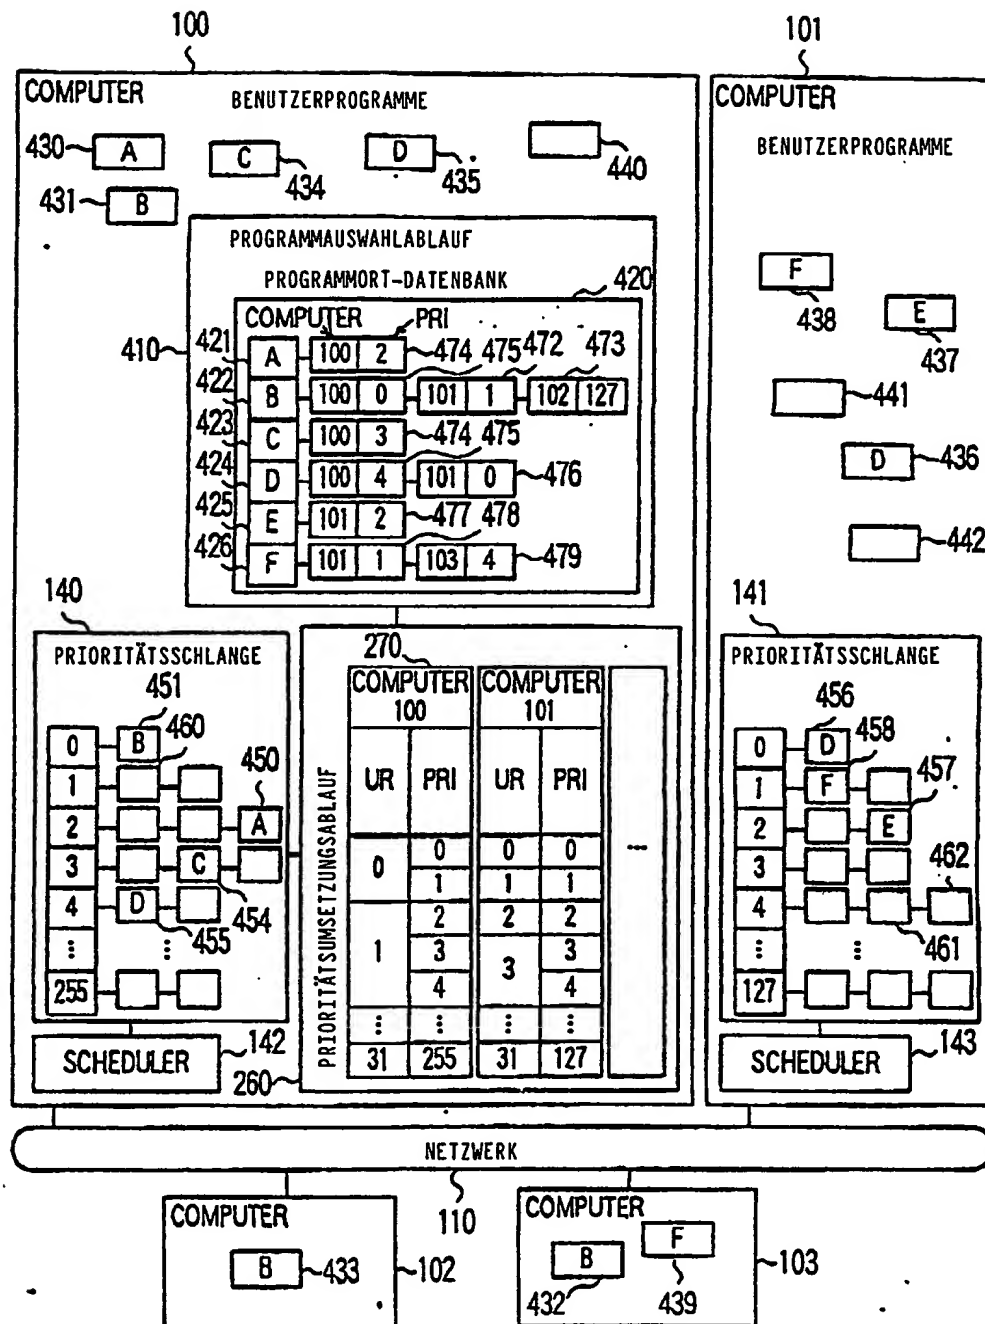 100
101
COMPUTER
BENUTZERPROGRAMME
430
A
C
434
D
435
440
431
B
COMPUTER
BENUTZERPROGRAMME
F
438
E
437
441
D
436
442
PROGRAMMAUSWAHLABLAUF
PROGRAMMORT-DATENBANK
420
410
COMPUTER PRI
421 A 100 2 474 475 472 473
422 B 100 0 101 1 102 127
423 C 100 3 474 475
424 D 100 4 101 0 476
425 E 101 2 477 478
426 F 101 1 103 4 479
140
PRIORITÄTSSCHLANGE
451
460
450
0 B
1
2 A
3 C
4 D
455
454
⋮ ⋮
255
SCHEDULER
142
260
270
PRIORITÄTSUMSETZUNGSABLAUF
COMPUTER 100 COMPUTER 101
UR PRI UR PRI ...
0 0 0 0
1 1 1
1 2 2 2
3 3 3
4 4
⋮ ⋮ ⋮ ⋮
31 255 31 127
141
PRIORITÄTSSCHLANGE
456
458
457
0 D
1 F
2 E
3
462
4
461
⋮ ⋮
127
SCHEDULER
143
NETZWERK
110
COMPUTER
B
433
102
COMPUTER
B
432
F
439
103